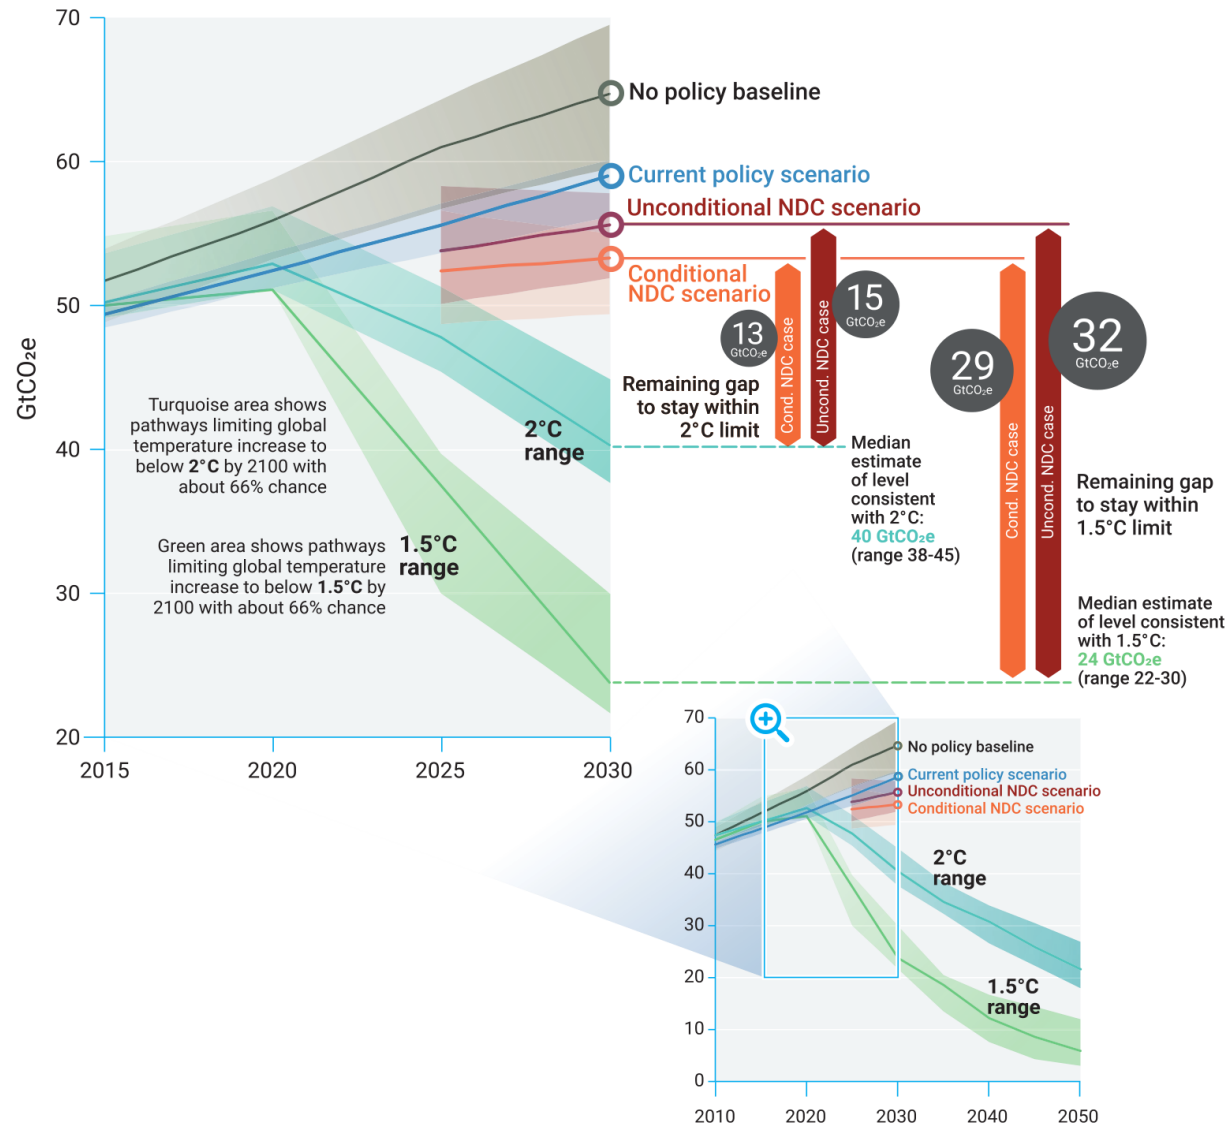 70
60
50
40
30
20
GtCO₂e
2015
2020
2025
2030
No policy baseline
Current policy scenario
Unconditional NDC scenario
Conditional
NDC scenario
Turquoise area shows
pathways limiting global
temperature increase to
below 2°C by 2100 with
about 66% chance
Green area shows pathways
limiting global temperature
increase to below 1.5°C by
2100 with about 66% chance
2°C
range
1.5°C
range
13
GtCO₂e
15
GtCO₂e
Cond. NDC case
Uncond. NDC case
Remaining gap
to stay within
2°C limit
Median
estimate
of level
consistent
with 2°C:
40 GtCO₂e
(range 38-45)
29
GtCO₂e
32
GtCO₂e
Cond. NDC case
Uncond. NDC case
Remaining gap
to stay within
1.5°C limit
Median estimate
of level consistent
with 1.5°C:
24 GtCO₂e
(range 22-30)
70
60
50
40
30
20
10
0
2010
2020
2030
2040
2050
No policy baseline
Current policy scenario
Unconditional NDC scenario
Conditional NDC scenario
2°C
range
1.5°C
range